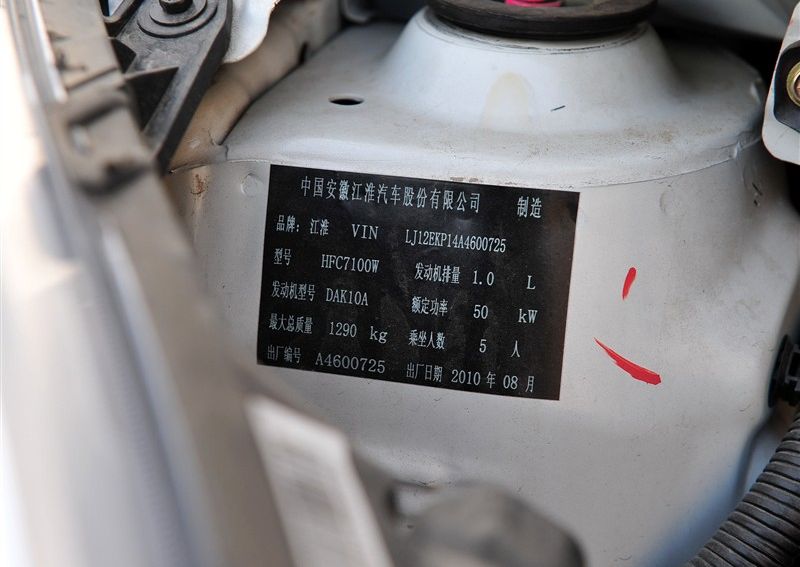 中国安徽江淮汽车股份有限公司 制造
品牌：江淮 VIN LJ12EKP14A4600725
型号 HFC7100W 发动机排量 1.0 L
发动机型号 DAK10A 额定功率 50 kW
最大总质量 1290 kg 乘坐人数 5 人
出厂编号 A4600725 出厂日期 2010 年 08 月